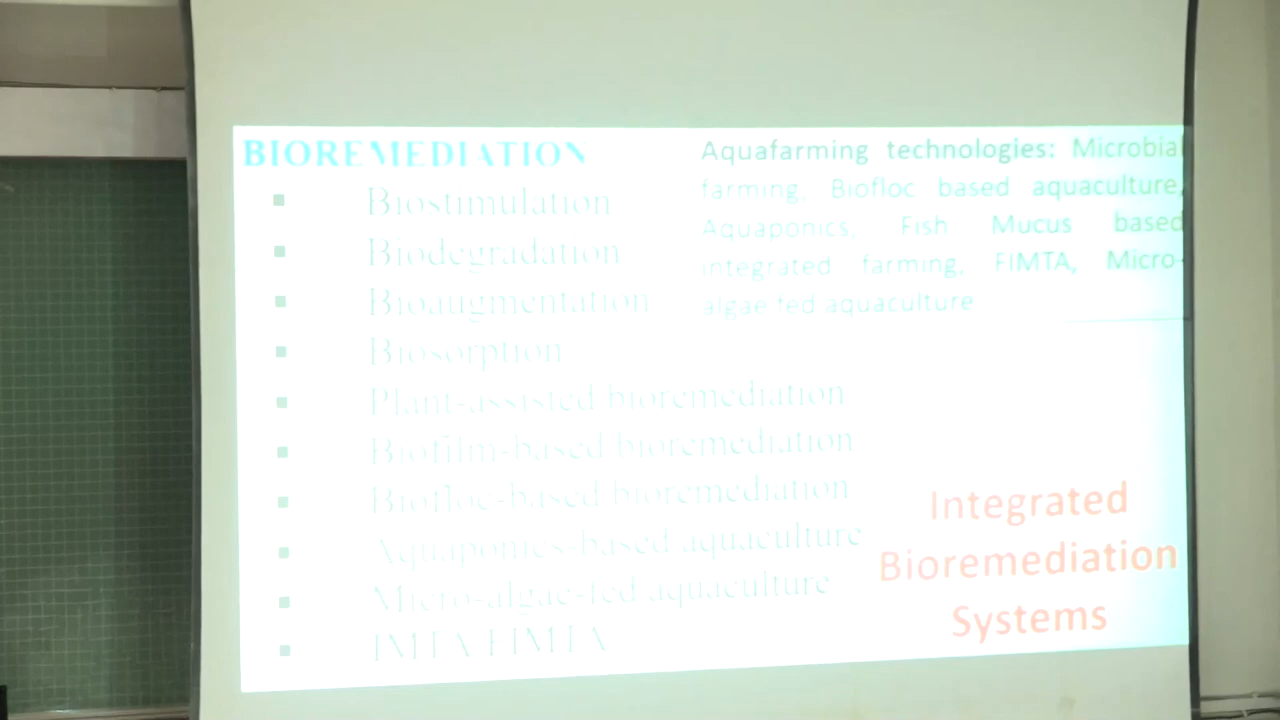 BIOREMEDIATION
Biostimulation
Biodegradation
Bioaugmentation
Biosorption
Plant-assisted bioremediation
Biofilm-based bioremediation
Biofloc-based bioremediation
Aquaponics-based aquaculture
Micro-algae-fed aquaculture
IMTA FIMTA
Aquafarming technologies: Microbial
farming, Biofloc based aquaculture,
Aquaponics, Fish Mucus based
integrated farming, FIMTA, Micro-
algae fed aquaculture
Integrated
Bioremediation
Systems